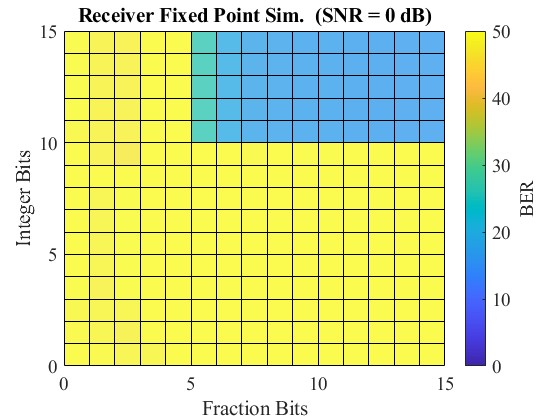 Receiver Fixed Point Sim. (SNR = 0 dB)
15
10
5
0
Integer Bits
0 5 10 15
Fraction Bits
50
40
30
20
10
0
BER